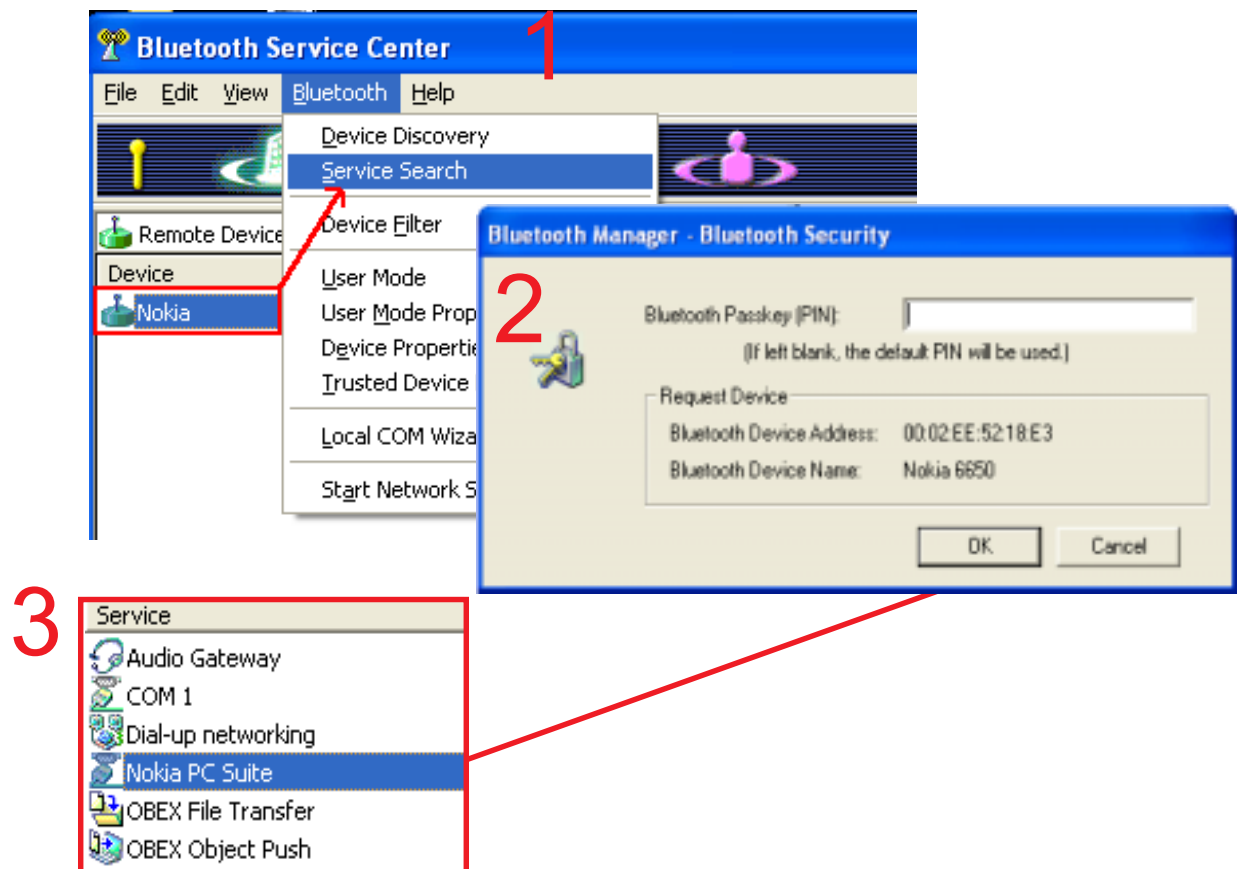 1
Bluetooth Service Center
File Edit View Bluetooth Help
Device Discovery
Service Search
Remote Device
Device Filter
Device
User Mode
Nokia
User Mode Prop
Device Propertie
Trusted Device
Local COM Wiza
Start Network S
2
Bluetooth Manager - Bluetooth Security
Bluetooth Passkey (PIN):
(If left blank, the default PIN will be used.)
Request Device
Bluetooth Device Address: 00:02:EE:52:18:E3
Bluetooth Device Name: Nokia 6650
OK Cancel
3
Service
Audio Gateway
COM 1
Dial-up networking
Nokia PC Suite
OBEX File Transfer
OBEX Object Push